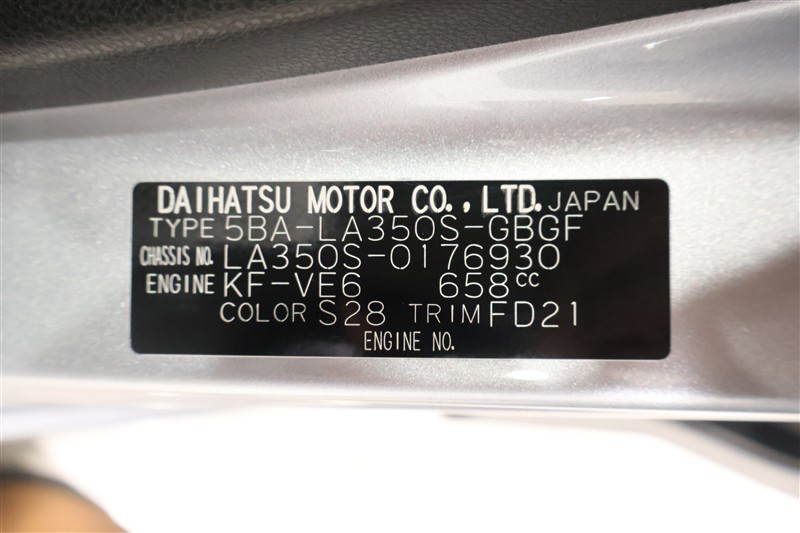 DAIHATSU MOTOR CO., LTD. JAPAN
TYPE 5BA-LA350S-GBGF
CHASSIS NO. LA350S-0176930
ENGINE KF-VE6 658cc
COLOR S28 TRIM FD21
ENGINE NO.